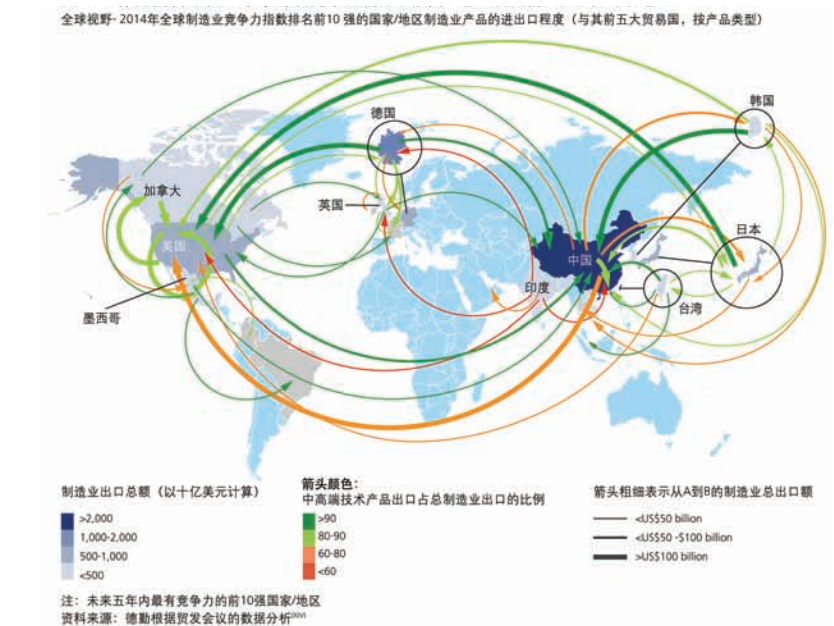 全球视野- 2014年全球制造业竞争力指数排名前10 强的国家/地区制造业产品的进出口程度（与其前五大贸易国，按产品类型）
德国
韩国
加拿大
英国
美国
日本
中国
印度
台湾
墨西哥
制造业出口总额（以十亿美元计算）
>2,000
1,000-2,000
500-1,000
<500
箭头颜色：
中高端技术产品出口占总制造业出口的比例
>90
80-90
60-80
<60
箭头粗细表示从A到B的制造业总出口额
<US$50 billion
<US$50 -$100 billion
>US$100 billion
注：未来五年内最有竞争力的前10强国家/地区
资料来源：德勤根据贸发会议的数据分析